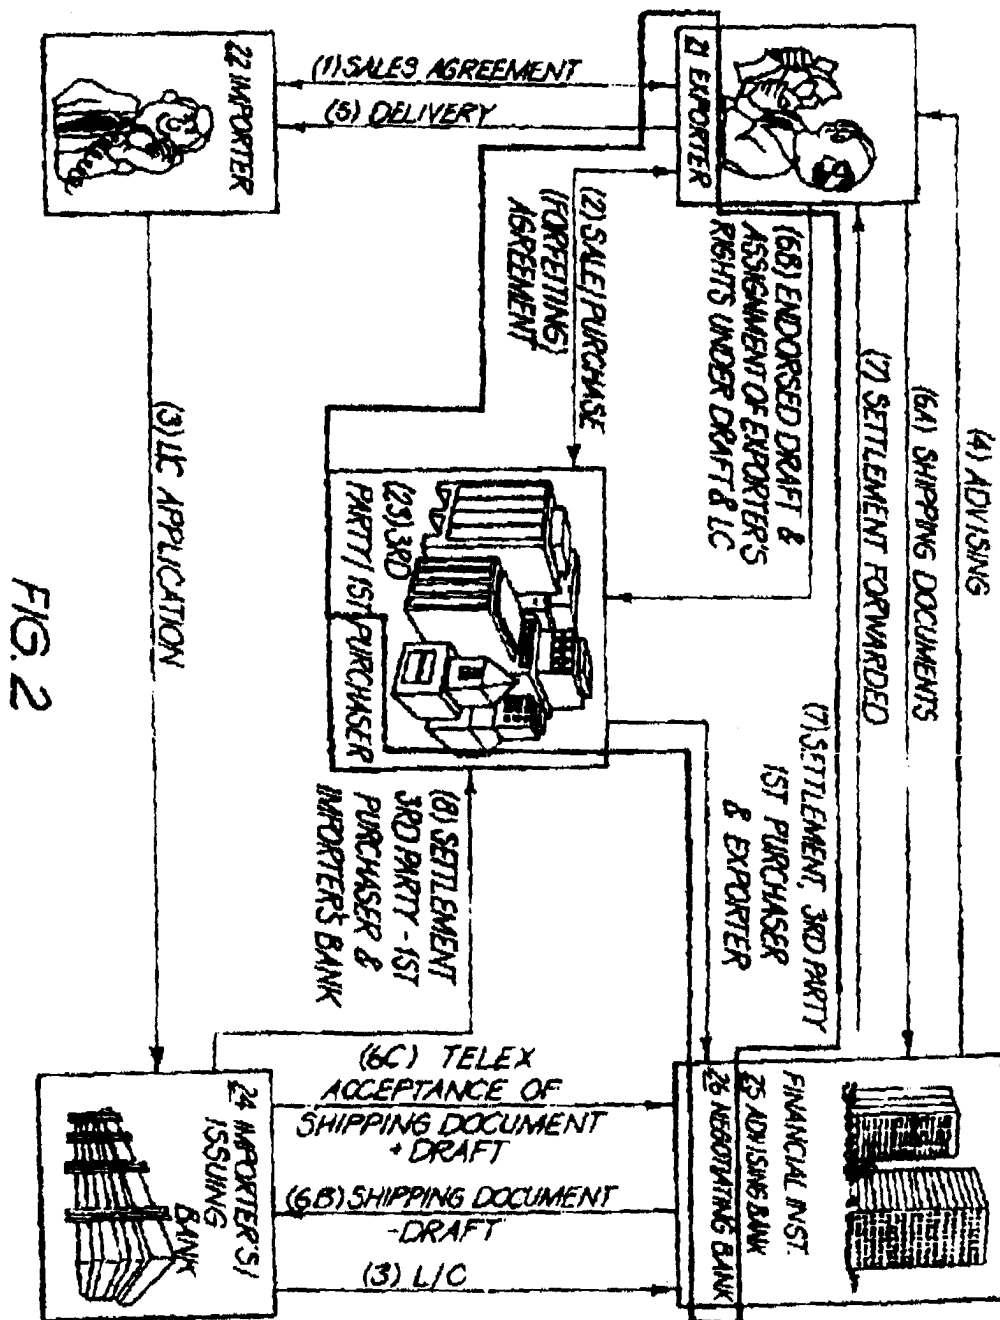 (1) SALES AGREEMENT
(5) DELIVERY
22 IMPORTER
21 EXPORTER
(2) SALE/PURCHASE
(FORFEITING)
AGREEMENT
(6B) ENDORSED DRAFT &
ASSIGNMENT OF EXPORTER'S
RIGHTS UNDER DRAFT & LC
(7) SETTLEMENT FORWARDED
(6A) SHIPPING DOCUMENTS
(4) ADVISING
(3) L/C APPLICATION
(23) 3RD
PARTY / 1ST PURCHASER
PURCHASER
(7) SETTLEMENT, 3RD PARTY
1ST PURCHASER
& EXPORTER
(8) SETTLEMENT
3RD PARTY - 1ST
PURCHASER &
IMPORTER'S BANK
(6C) TELEX
ACCEPTANCE OF
SHIPPING DOCUMENT
+ DRAFT
(6B) SHIPPING DOCUMENT
-DRAFT
(3) L/C
24 IMPORTER'S/
ISSUING
BANK
FINANCIAL INST.
25 ADVISING BANK
26 NEGOTIATING BANK
FIG. 2